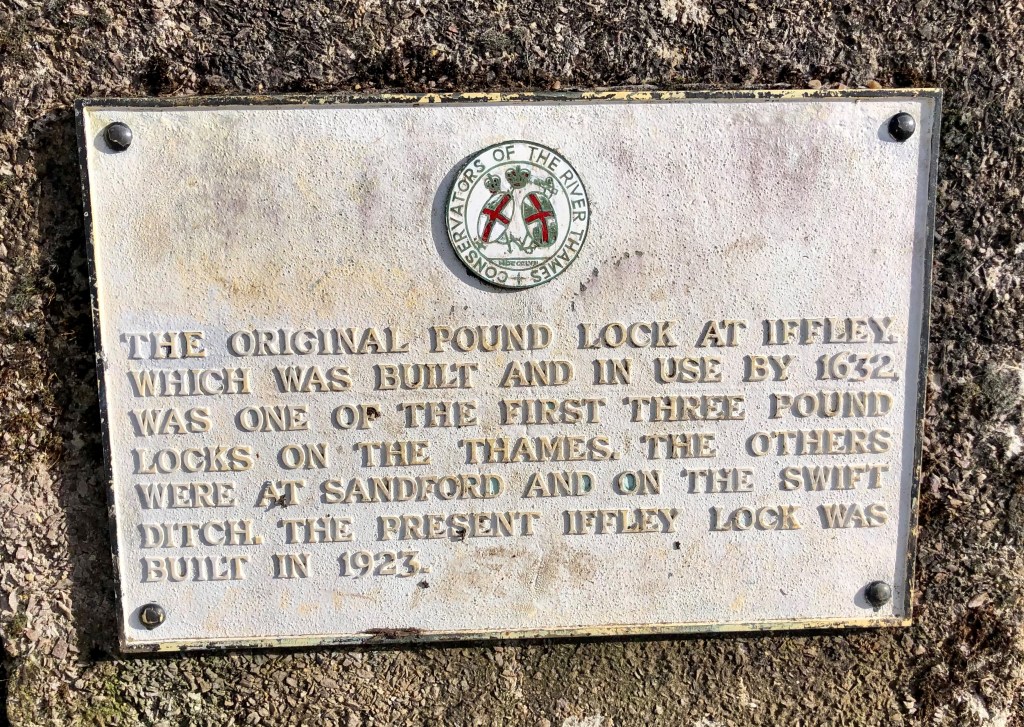 CONSERVATORS OF THE RIVER THAMES +
THE ORIGINAL POUND LOCK AT IFFLEY,
WHICH WAS BUILT AND IN USE BY 1632,
WAS ONE OF THE FIRST THREE POUND
LOCKS ON THE THAMES. THE OTHERS
WERE AT SANDFORD AND ON THE SWIFT
DITCH. THE PRESENT IFFLEY LOCK WAS
BUILT IN 1923.